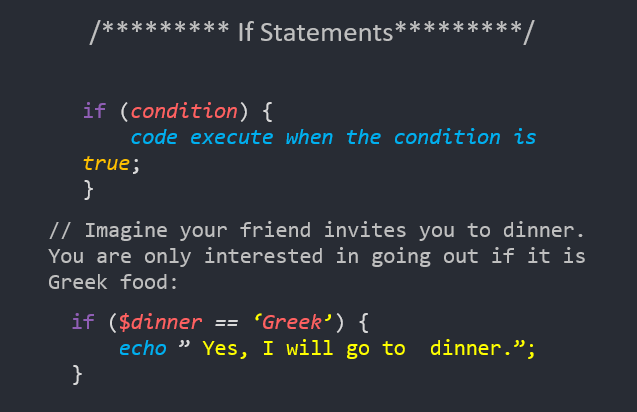 /********* If Statements*********/
if (condition) {
code execute when the condition is
true;
}
// Imagine your friend invites you to dinner.
You are only interested in going out if it is
Greek food:
if ($dinner == ‘Greek’) {
echo ” Yes, I will go to  dinner.”;
}